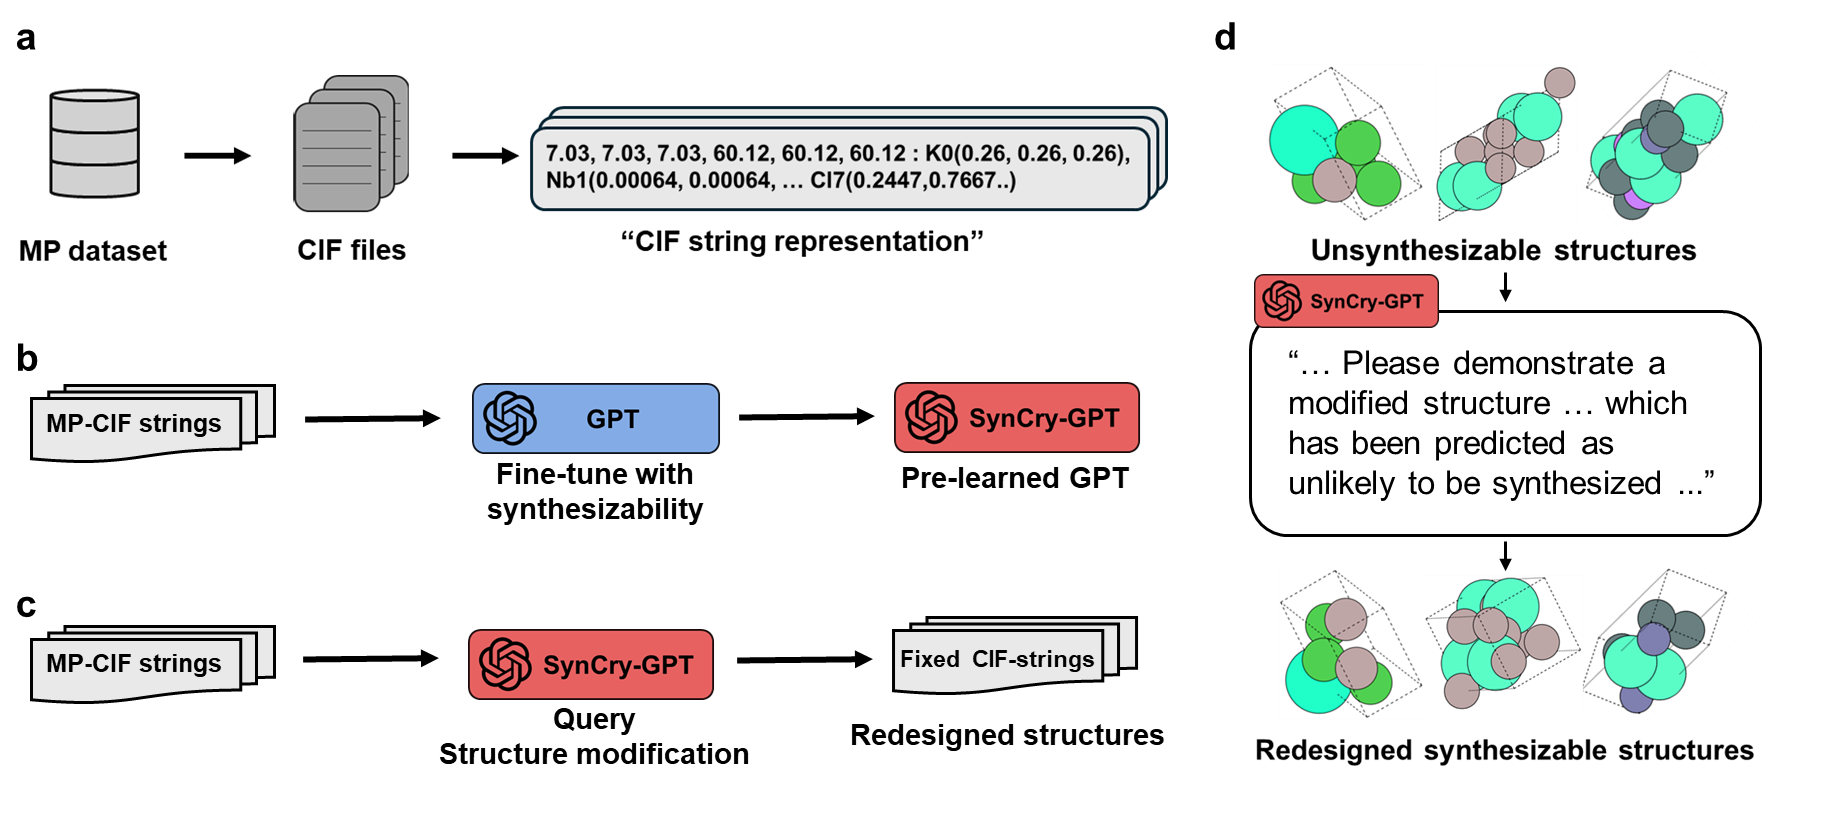 a
7.03, 7.03, 7.03, 60.12, 60.12, 60.12 : K0(0.26, 0.26, 0.26),
Nb1(0.00064, 0.00064, … Cl7(0.2447,0.7667..)
MP dataset
CIF files
“CIF string representation”
b
MP-CIF strings
GPT
SynCry-GPT
Fine-tune with
synthesizability
Pre-learned GPT
c
MP-CIF strings
SynCry-GPT
Fixed CIF-strings
Query
Structure modification
Redesigned structures
d
Unsynthesizable structures
SynCry-GPT
“… Please demonstrate a
modified structure … which
has been predicted as
unlikely to be synthesized ...”
Redesigned synthesizable structures